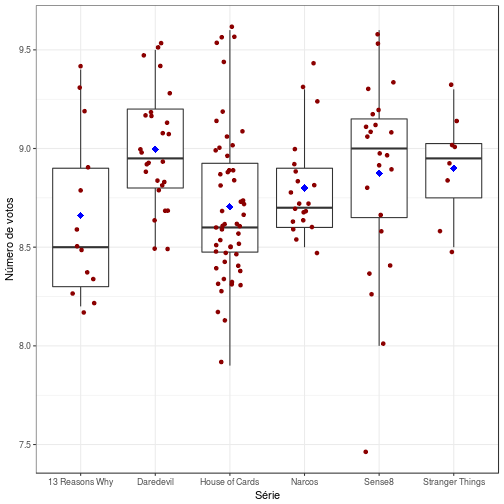 Número de votos
9.5
9.0
8.5
8.0
7.5
13 Reasons Why
Daredevil
House of Cards
Narcos
Sense8
Stranger Things
Série